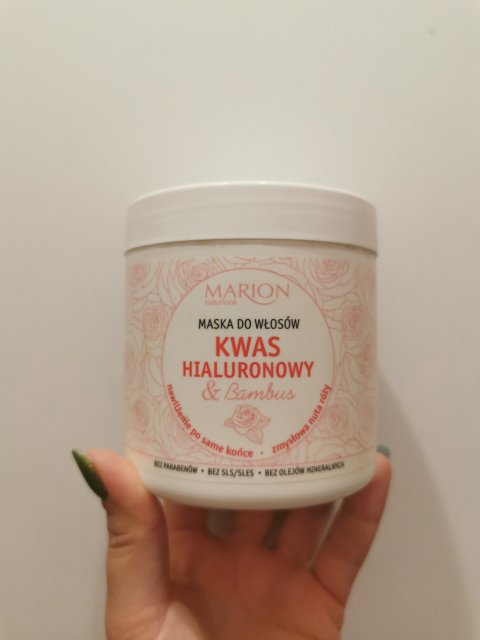 MARION
naturlook
MASKA DO WŁOSÓW
KWAS
HIALURONOWY
& Bambus
nawilżenie po same końce • zmysłowa nuta róży
BEZ PARABENÓW • BEZ SLS/SLES • BEZ OLEJÓW MINERALNYCH